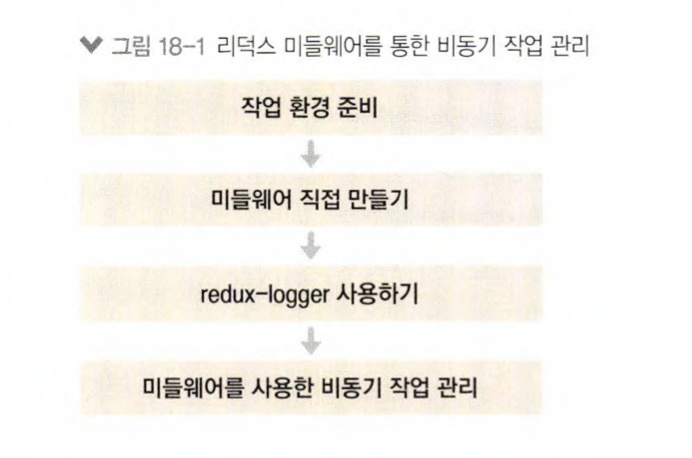 그림 18-1 리덕스 미들웨어를 통한 비동기 작업 관리
작업 환경 준비
미들웨어 직접 만들기
redux-logger 사용하기
미들웨어를 사용한 비동기 작업 관리